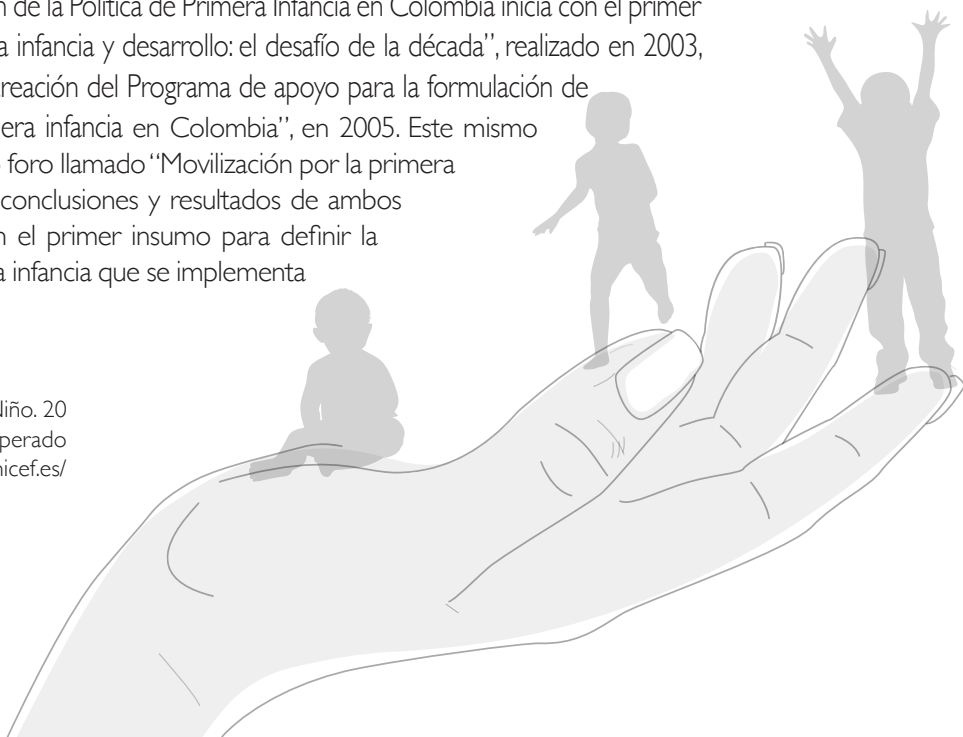 n de la Política de Primera Infancia en Colombia inicia con el primer
a infancia y desarrollo: el desafío de la década”, realizado en 2003,
creación del Programa de apoyo para la formulación de
era infancia en Colombia”, en 2005. Este mismo
foro llamado “Movilización por la primera
conclusiones y resultados de ambos
n el primer insumo para definir la
a infancia que se implementa
Niño. 20
perado
nicef.es/